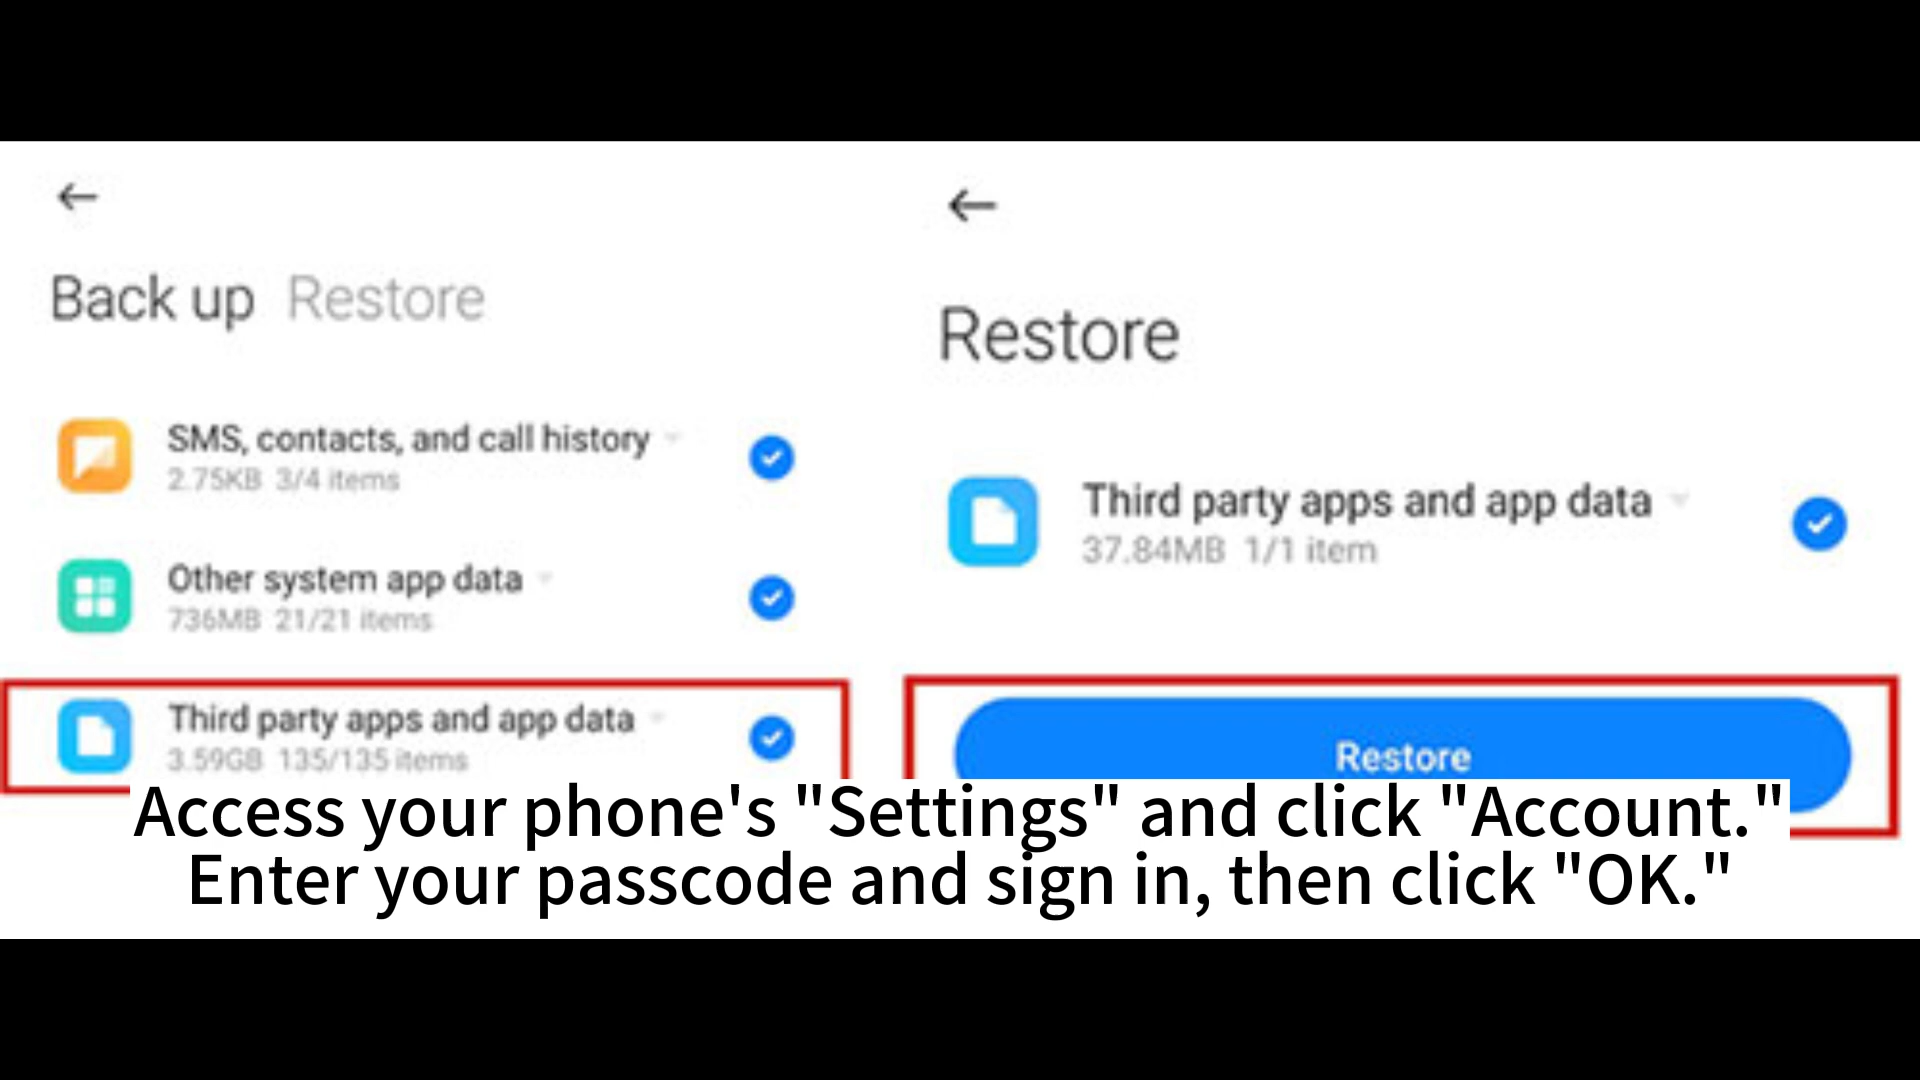 Back up Restore
SMS, contacts, and call history
2.75KB 3/4 items
Other system app data
736MB 21/21 items
Third party apps and app data
3.59GB 135/135 items
Restore
Third party apps and app data
37.84MB 1/1 item
Restore
Access your phone's "Settings" and click "Account."
Enter your passcode and sign in, then click "OK."